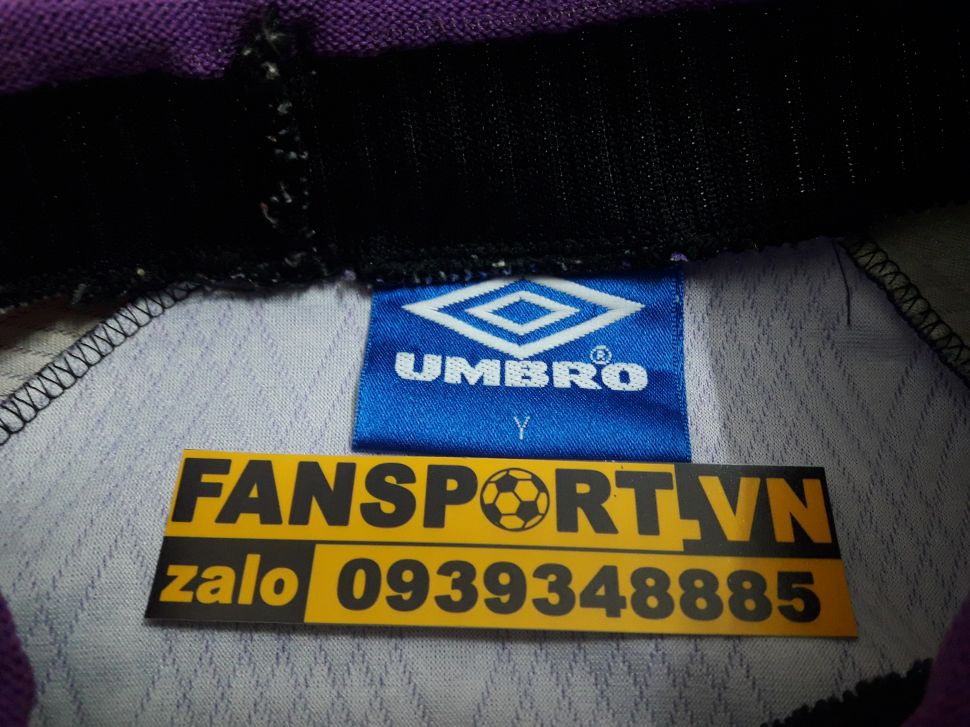 UMBRO®
Y
FANSPORT.VN
zalo 0939348885